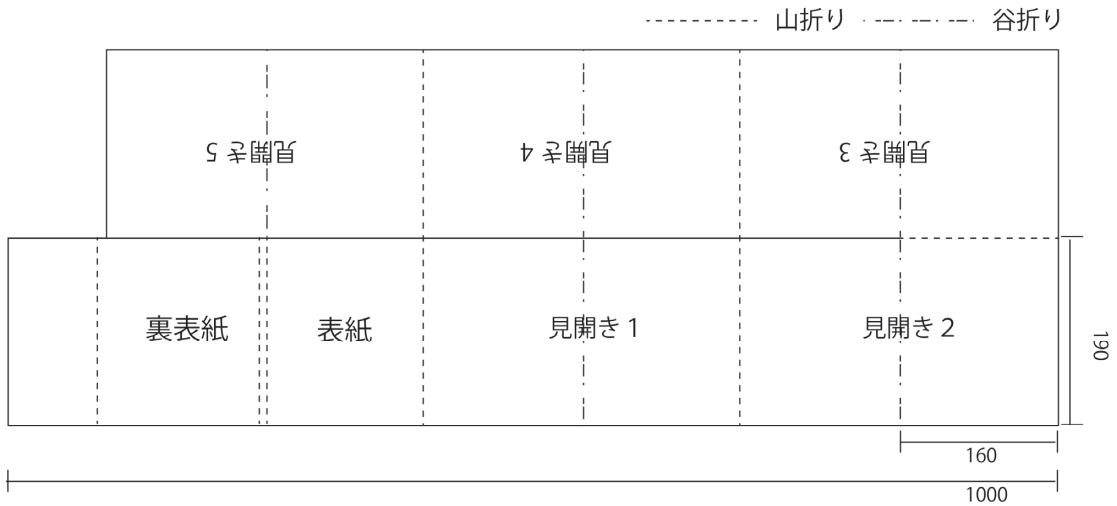 山折り 谷折り
見開き 5 見開き 4 見開き 3
裏表紙 表紙 見開き 1 見開き 2
190
160
1000